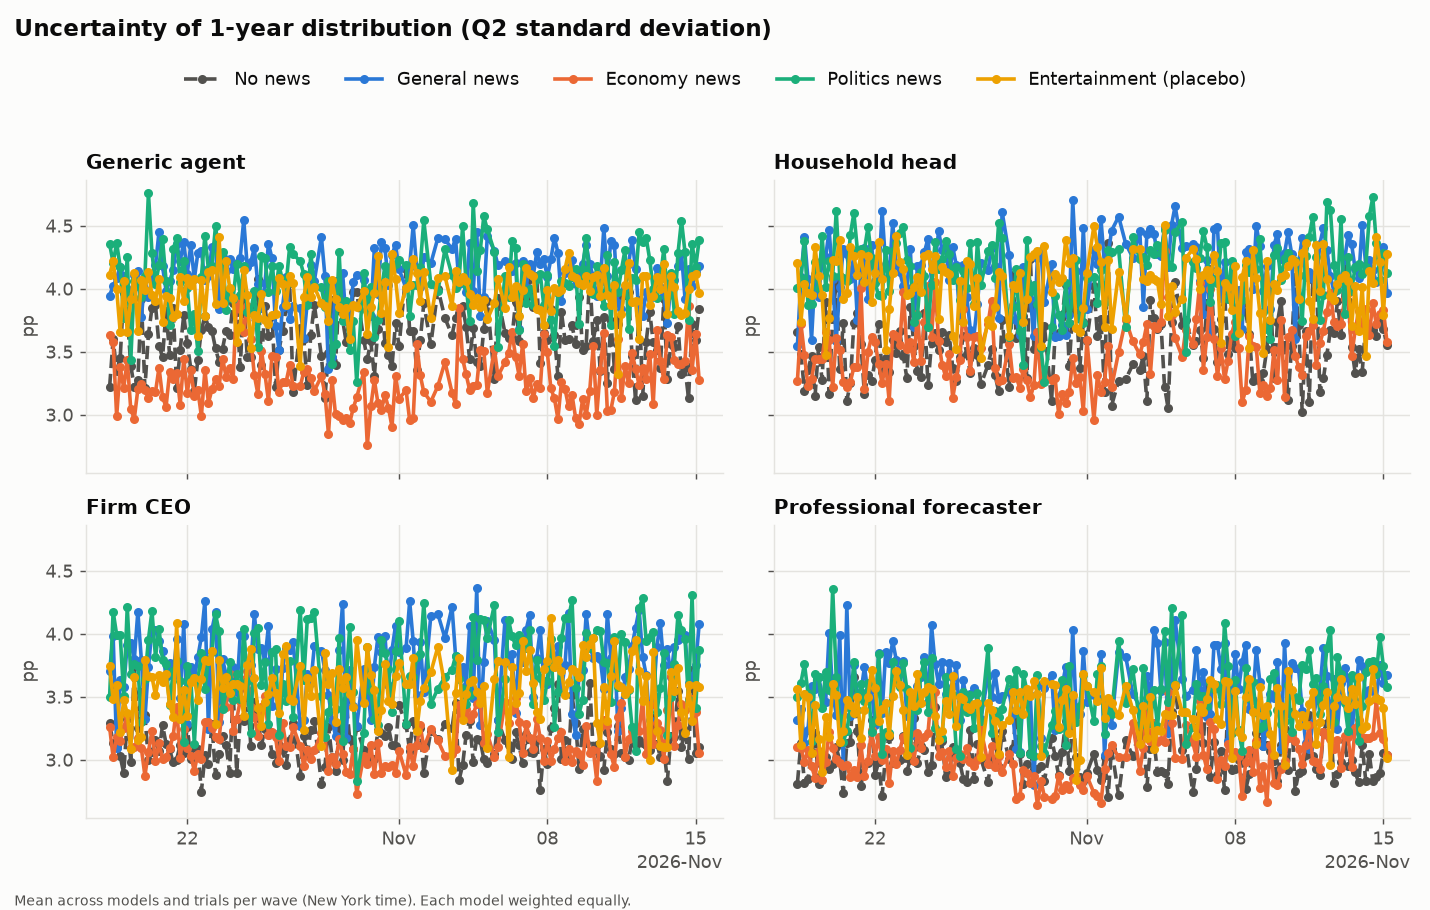 Uncertainty of 1-year distribution (Q2 standard deviation)
No news
General news
Economy news
Politics news
Entertainment (placebo)
Generic agent
Household head
4.5
4.0
3.5
3.0
pp
pp
Firm CEO
Professional forecaster
4.5
4.0
3.5
3.0
pp
pp
22
Nov
08
15
2026-Nov
22
Nov
08
15
2026-Nov
Mean across models and trials per wave (New York time). Each model weighted equally.